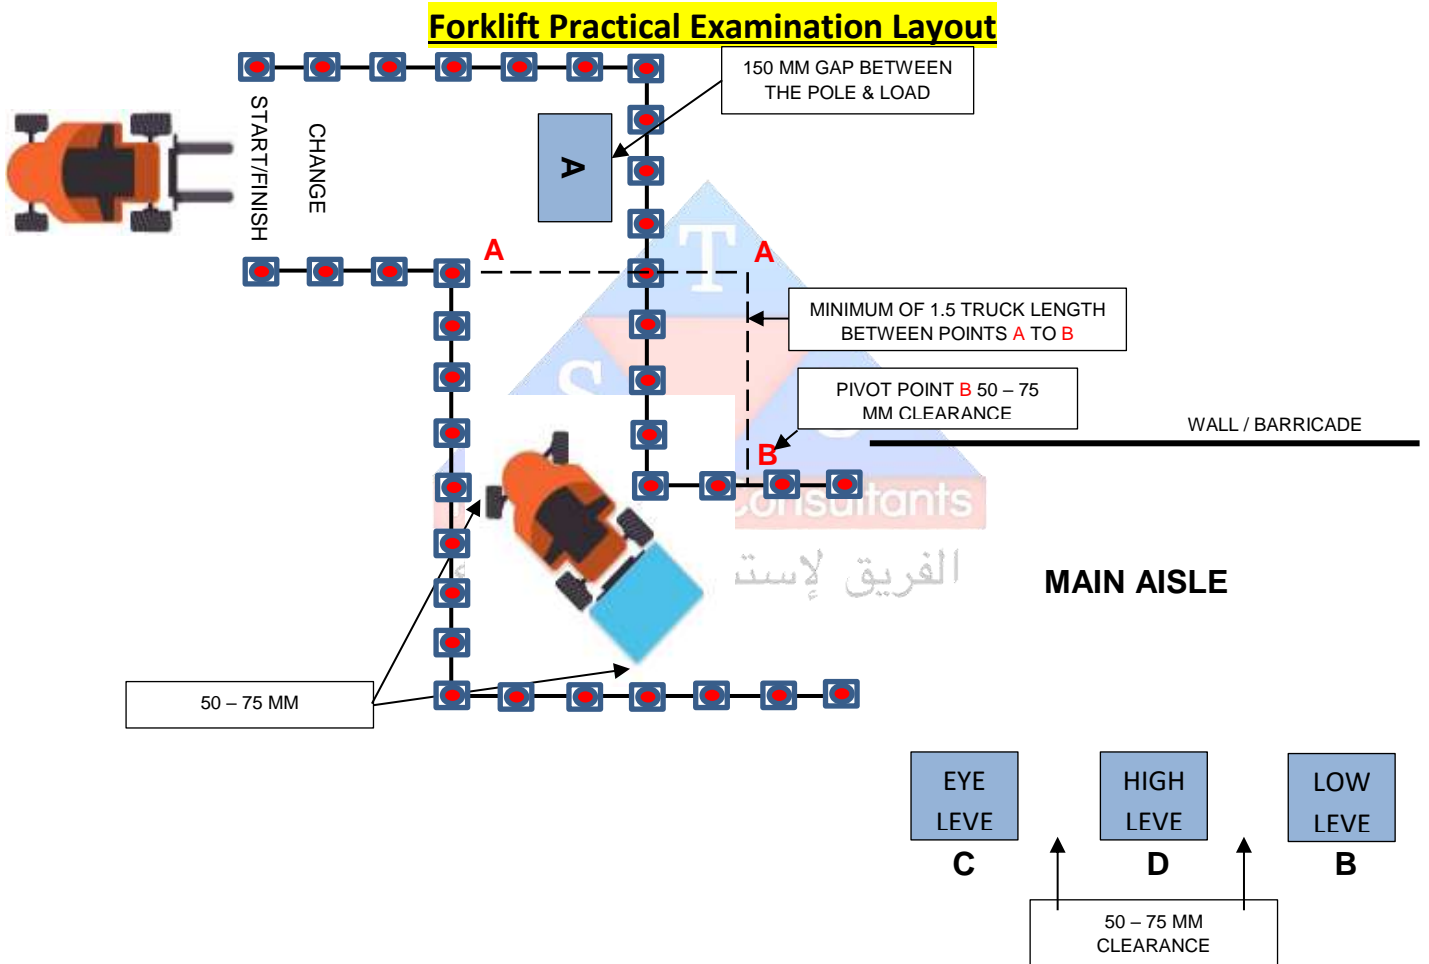 Forklift Practical Examination Layout
150 MM GAP BETWEEN
THE POLE & LOAD
START/FINISH
CHANGE
A
T
A
A
MINIMUM OF 1.5 TRUCK LENGTH
BETWEEN POINTS A TO B
S
PIVOT POINT B 50 – 75
MM CLEARANCE
WALL / BARRICADE
B
Consultants
الفريق
MAIN AISLE
50 – 75 MM
EYE
LEVE
HIGH
LEVE
LOW
LEVE
C
D
B
50 – 75 MM
CLEARANCE